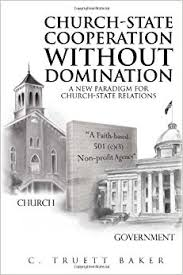 CHURCH-STATE
COOPERATION
WITHOUT
DOMINATION
A NEW PARADIGM FOR
CHURCH-STATE RELATIONS
"A Faith-based
501 (c)(3)
Non-profit Agency"
CHURCH
GOVERNMENT
C. TRUETT BAKER